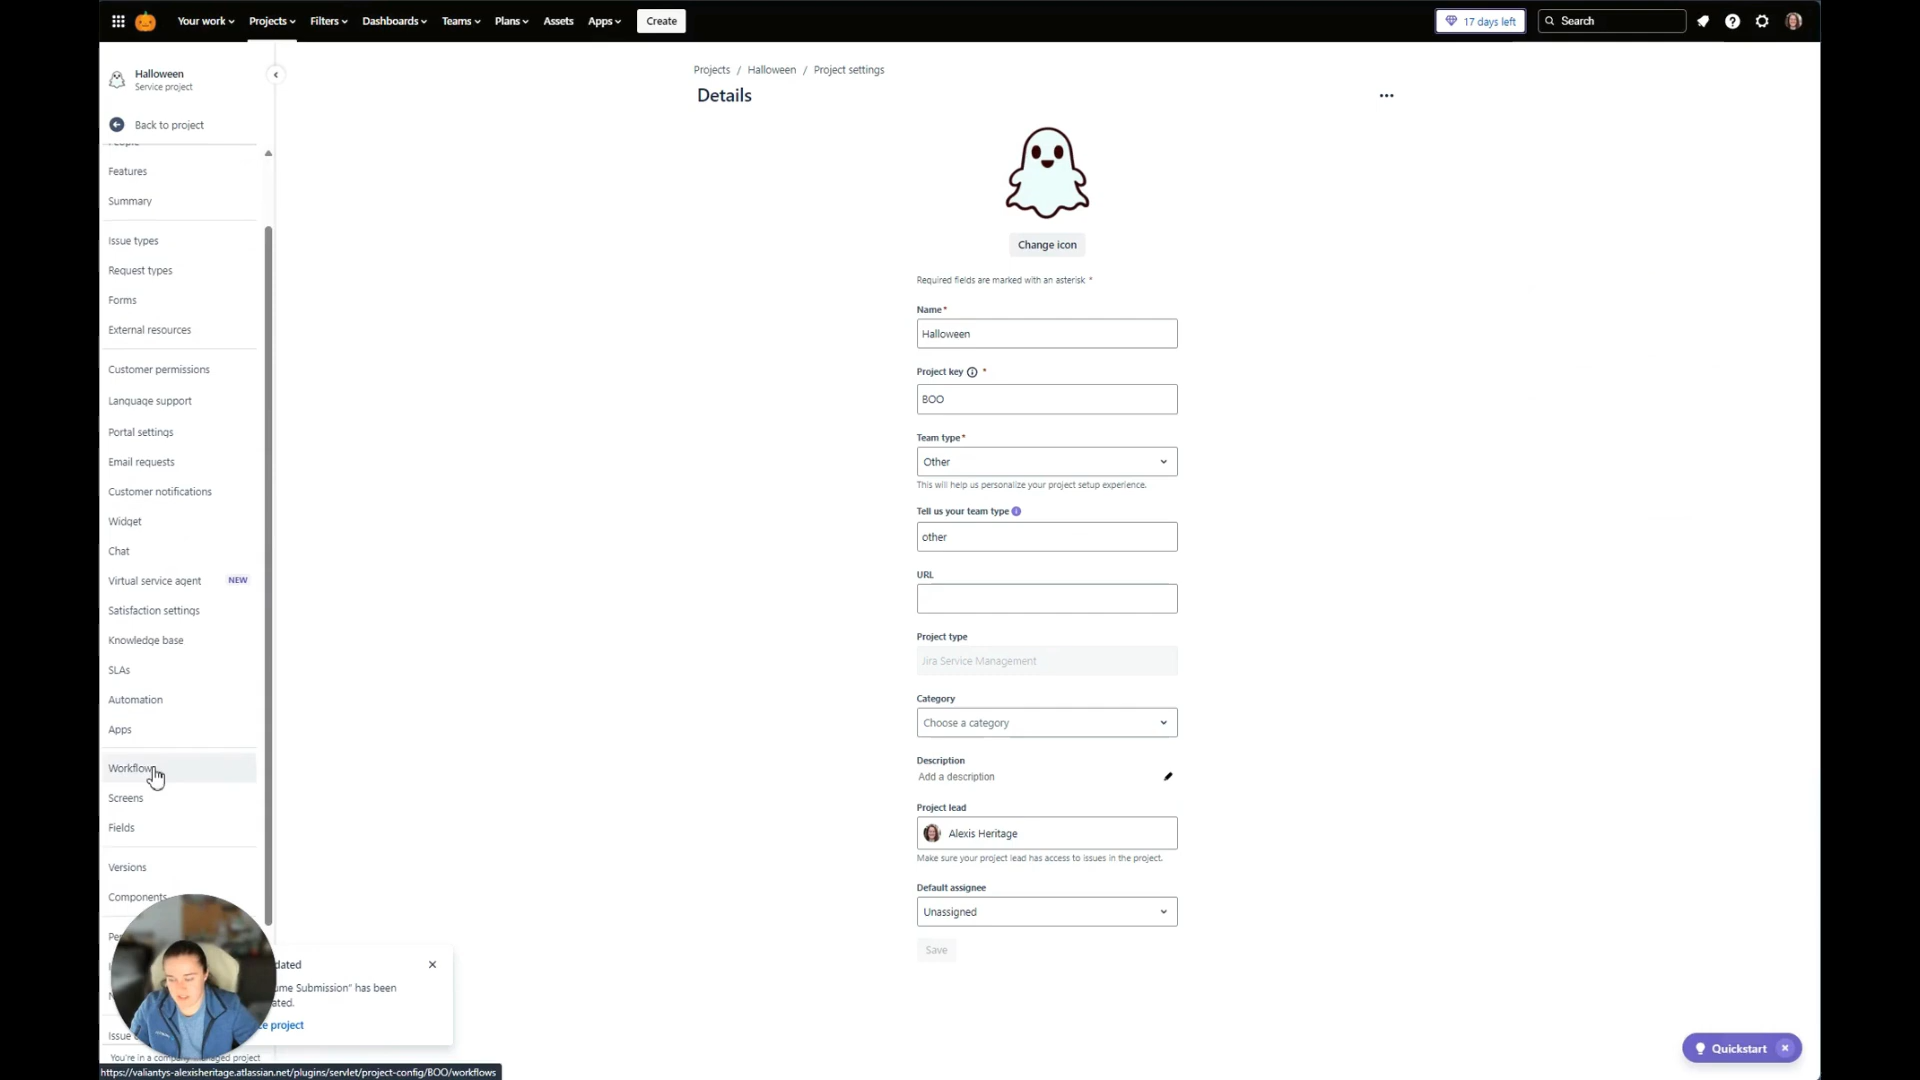 Your work
Projects
Filters
Dashboards
Teams
Plans
Assets
Apps
Create
17 days left
Search
Halloween
Service project
Back to project
People
Features
Summary
Issue types
Request types
Forms
External resources
Customer permissions
Language support
Portal settings
Email requests
Customer notifications
Widget
Chat
Virtual service agent NEW
Satisfaction settings
Knowledge base
SLAs
Automation
Apps
Workflow
Screens
Fields
Versions
Components
Issue
You're in a company
naged project
https://valiantys-alexisheritage.atlassian.net/plugins/servlet/project-config/BOO/workflows
Projects / Halloween / Project settings
Details
Change icon
Required fields are marked with an asterisk *
Name*
Halloween
Project key *
BOO
Team type*
Other
This will help us personalize your project setup experience.
Tell us your team type
other
URL
Project type
Jira Service Management
Category
Choose a category
Description
Add a description
Project lead
Alexis Heritage
Make sure your project lead has access to issues in the project.
Default assignee
Unassigned
Save
dated
ume Submission" has been
ated.
project
Quickstart